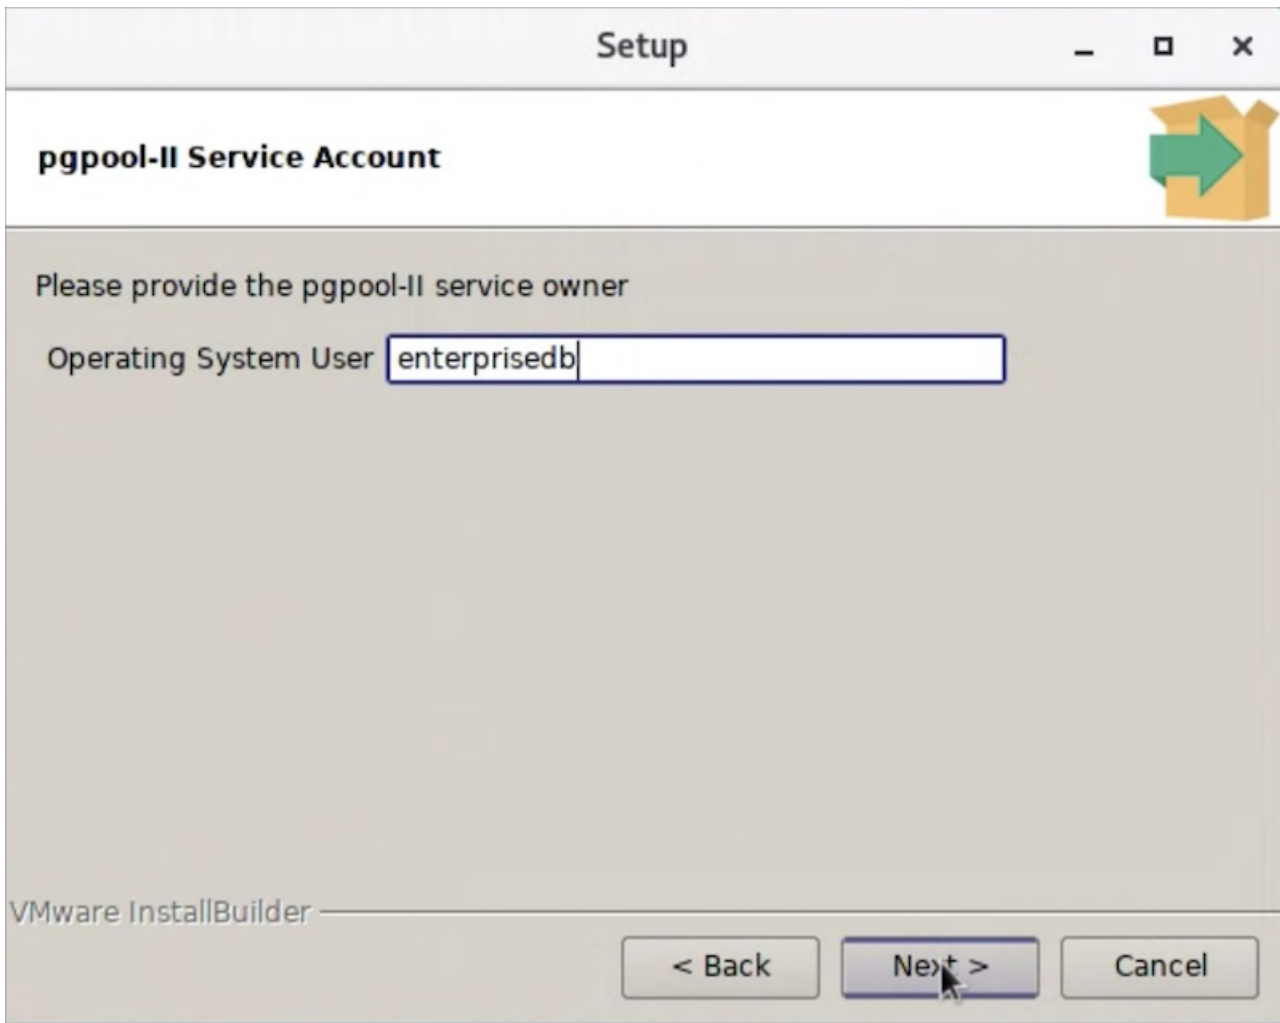 Setup
pgpool-II Service Account
Please provide the pgpool-II service owner
Operating System User enterprisedb
VMware InstallBuilder
< Back Next > Cancel